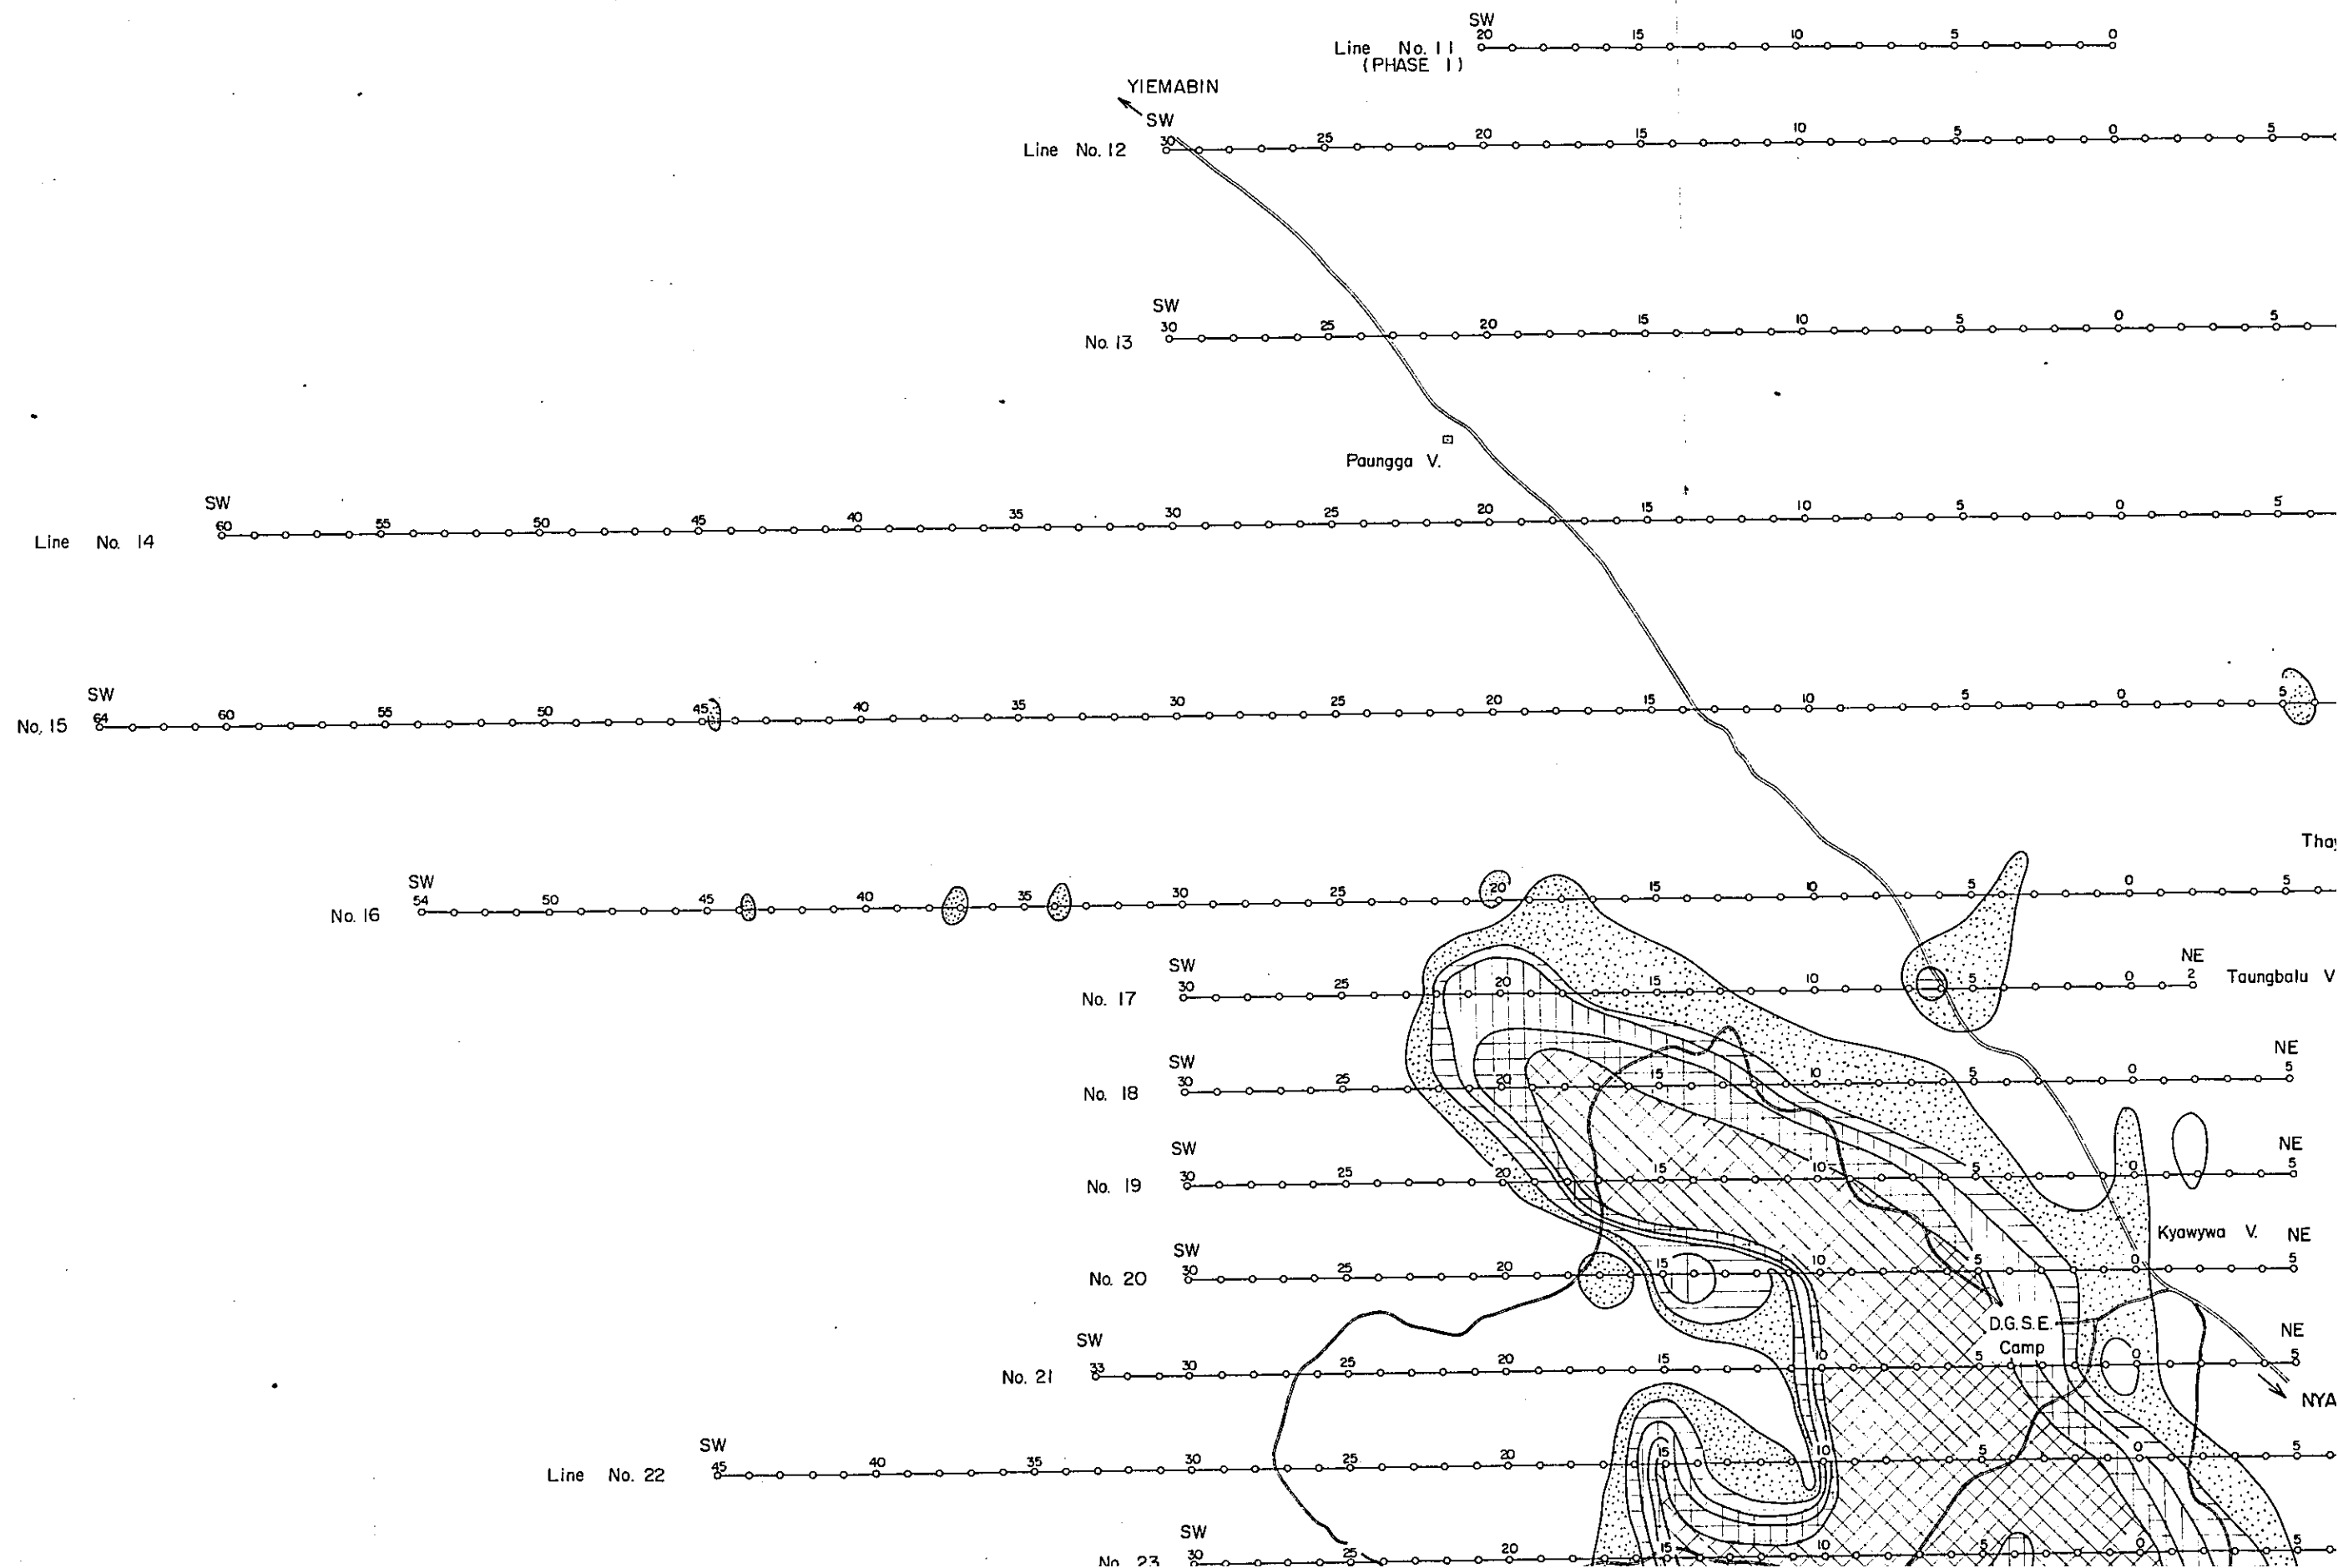 SW
20 15 10 5 0
Line No. 11
(PHASE 1)
YIEMABIN
SW
30 25 20 15 10 5 0 5
Line No. 12
SW
30 25 20 15 10 5 0 5
No. 13
Paungga V.
SW
60 55 50 45 40 35 30 25 20 15 10 5 0 5
Line No. 14
SW
64 60 55 50 45 40 35 30 25 20 15 10 5 0 5
No. 15
Thay
SW
54 50 45 40 35 30 25 20 15 10 5 0 5
No. 16
SW NE
30 25 20 15 10 5 0 2
No. 17 Taungbalu V
SW NE
30 25 20 15 10 5 0 5
No. 18
SW NE
30 25 20 15 10 5 0 5
No. 19
Kyawywa V. NE
SW
30 25 20 15 10 5 0 5
No. 20
D.G.S.E.
Camp
SW NE
33 30 25 20 15 10 5 0 5
No. 21
NYA
SW
45 40 35 30 25 20 15 10 5 0 5
Line No. 22
SW
30 25 20 15 10 0 5
No. 23